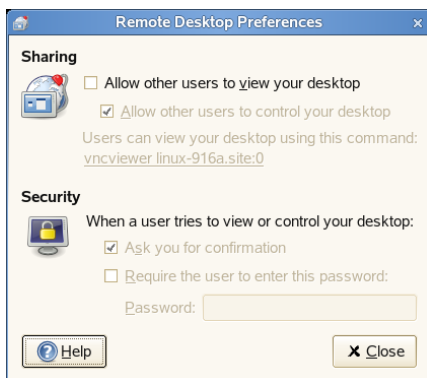 Remote Desktop Preferences
Sharing
Allow other users to view your desktop
Allow other users to control your desktop
Users can view your desktop using this command:
vncviewer linux-916a.site:0
Security
When a user tries to view or control your desktop:
Ask you for confirmation
Require the user to enter this password:
Password:
Help
Close